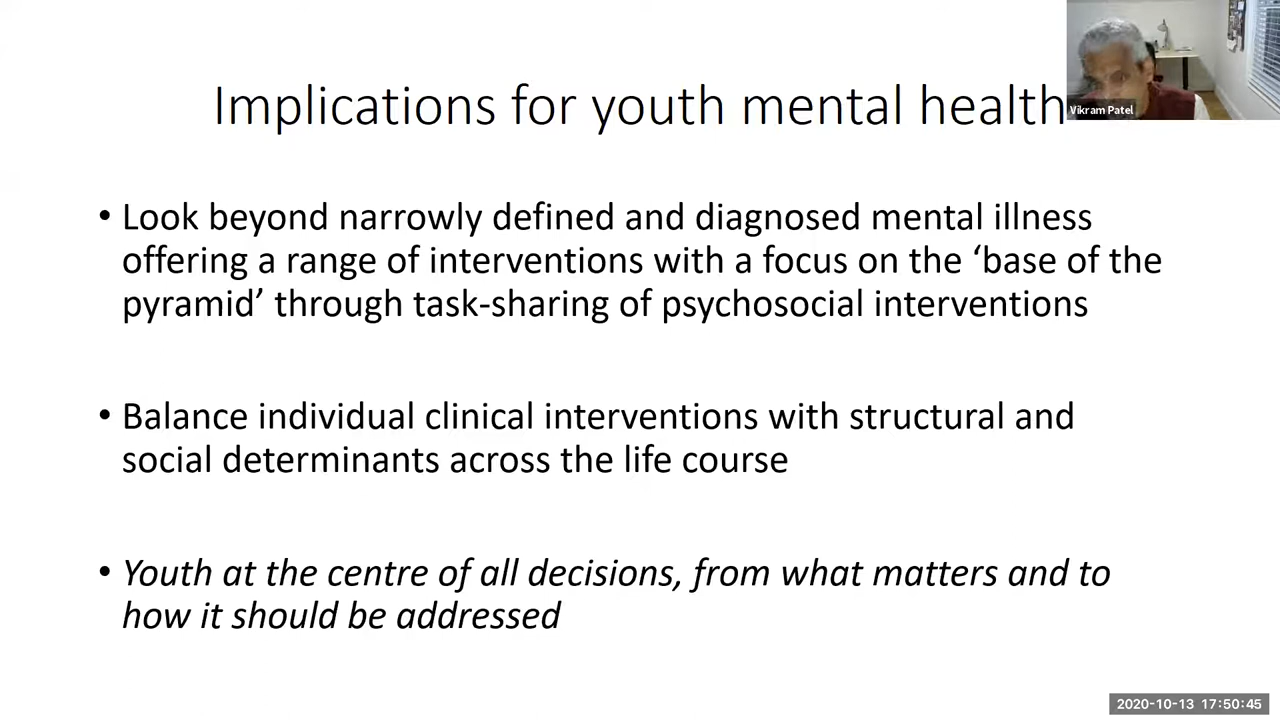 Implications for youth mental health
Vikram Patel
• Look beyond narrowly defined and diagnosed mental illness
offering a range of interventions with a focus on the ‘base of the
pyramid’ through task-sharing of psychosocial interventions
• Balance individual clinical interventions with structural and
social determinants across the life course
• Youth at the centre of all decisions, from what matters and to
how it should be addressed
2020-10-13 17:50:45